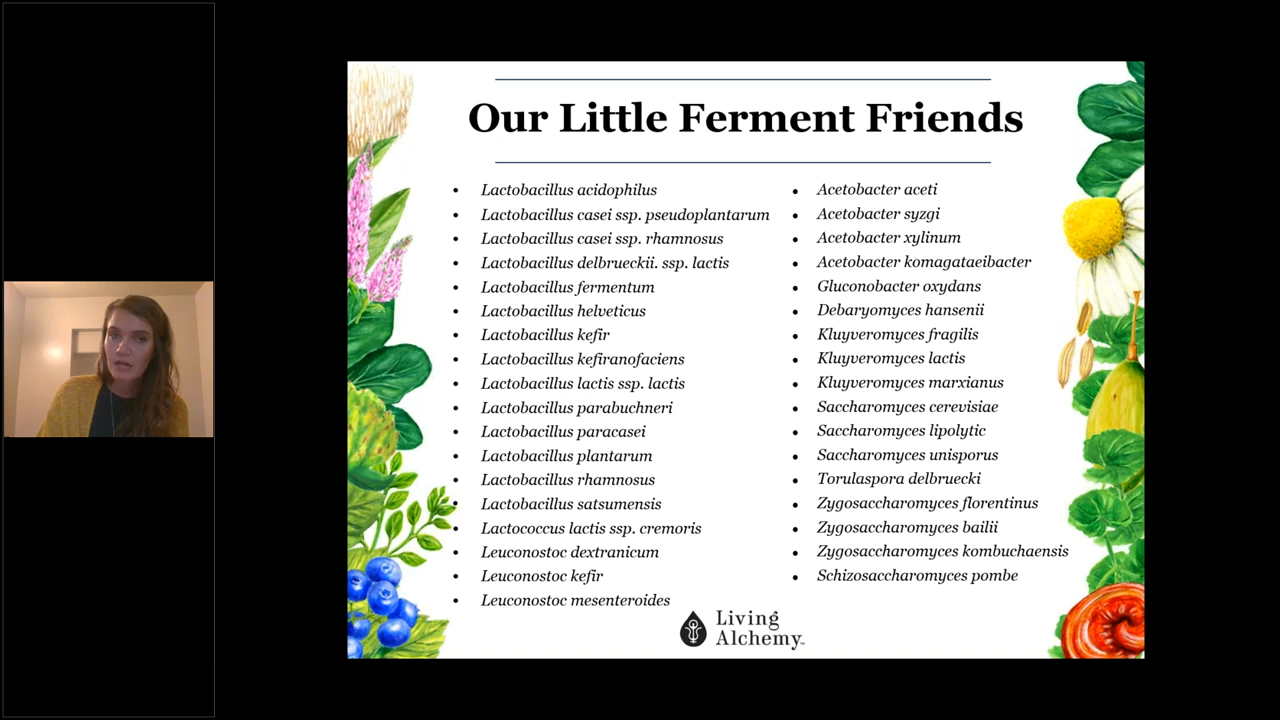 Our Little Ferment Friends
• Lactobacillus acidophilus
• Lactobacillus casei ssp. pseudoplantarum
• Lactobacillus casei ssp. rhamnosus
• Lactobacillus delbrueckii. ssp. lactis
• Lactobacillus fermentum
• Lactobacillus helveticus
• Lactobacillus kefir
• Lactobacillus kefiranofaciens
• Lactobacillus lactis ssp. lactis
• Lactobacillus parabuchneri
• Lactobacillus paracasei
• Lactobacillus plantarum
• Lactobacillus rhamnosus
• Lactobacillus satsumensis
• Lactococcus lactis ssp. cremoris
• Leuconostoc dextranicum
• Leuconostoc kefir
• Leuconostoc mesenteroides
• Acetobacter aceti
• Acetobacter syzgi
• Acetobacter xylinum
• Acetobacter komagataeibacter
• Gluconobacter oxydans
• Debaryomyces hansenii
• Kluyveromyces fragilis
• Kluyveromyces lactis
• Kluyveromyces marxianus
• Saccharomyces cerevisiae
• Saccharomyces lipolytic
• Saccharomyces unisporus
• Torulaspora delbruecki
• Zygosaccharomyces florentinus
• Zygosaccharomyces bailii
• Zygosaccharomyces kombuchaensis
• Schizosaccharomyces pombe
Living
Alchemy™